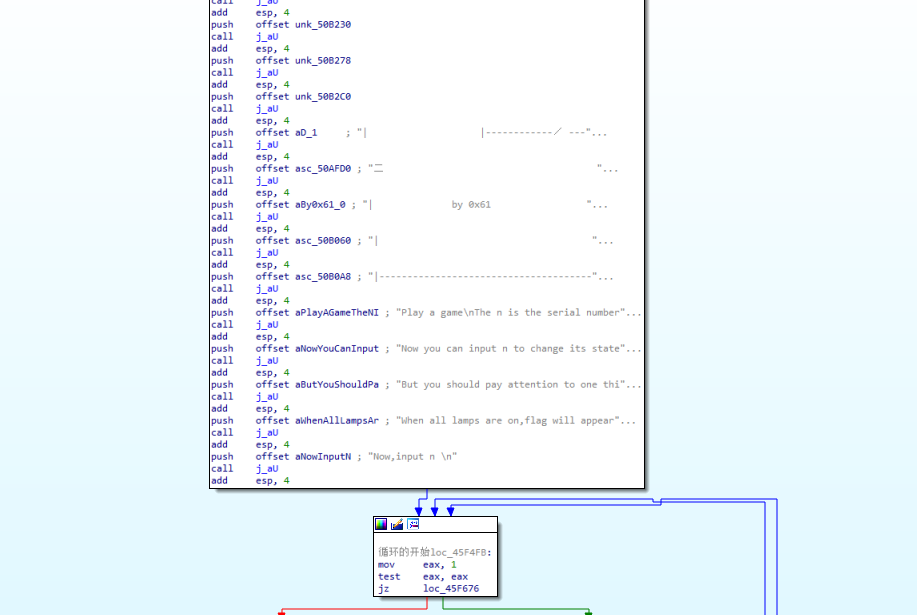 call j_aU
add esp, 4
push offset unk_50B230
call j_aU
add esp, 4
push offset unk_50B278
call j_aU
add esp, 4
push offset unk_50B2C0
call j_aU
add esp, 4
push offset aD_1 ; "| |------------╱ ---"...
call j_aU
add esp, 4
push offset asc_50AFD0 ; "二 "...
call j_aU
add esp, 4
push offset aBy0x61_0 ; "| by 0x61 "...
call j_aU
add esp, 4
push offset asc_50B060 ; "| "...
call j_aU
add esp, 4
push offset asc_50B0A8 ; "|--------------------------------------"...
call j_aU
add esp, 4
push offset aPlayAGameTheNI ; "Play a game\nThe n is the serial number"...
call j_aU
add esp, 4
push offset aNowYouCanInput ; "Now you can input n to change its state"...
call j_aU
add esp, 4
push offset aButYouShouldPa ; "But you should pay attention to one thi"...
call j_aU
add esp, 4
push offset aWhenAllLampsAr ; "When all lamps are on,flag will appear"...
call j_aU
add esp, 4
push offset aNowInputN ; "Now,input n \n"
call j_aU
add esp, 4
循环的开始loc_45F4FB:
mov eax, 1
test eax, eax
jz loc_45F676